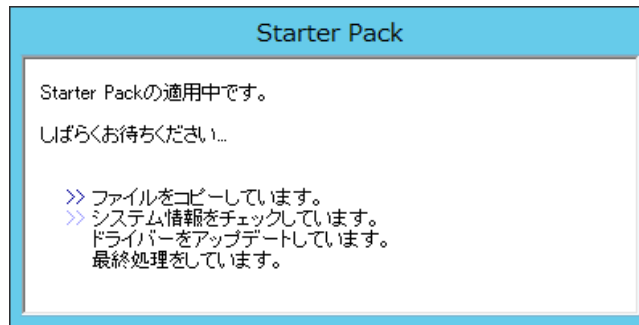 Starter Pack
Starter Packの適用中です。
しばらくお待ちください...
>> ファイルをコピーしています。
>> システム情報をチェックしています。
ドライバーをアップデートしています。
最終処理をしています。